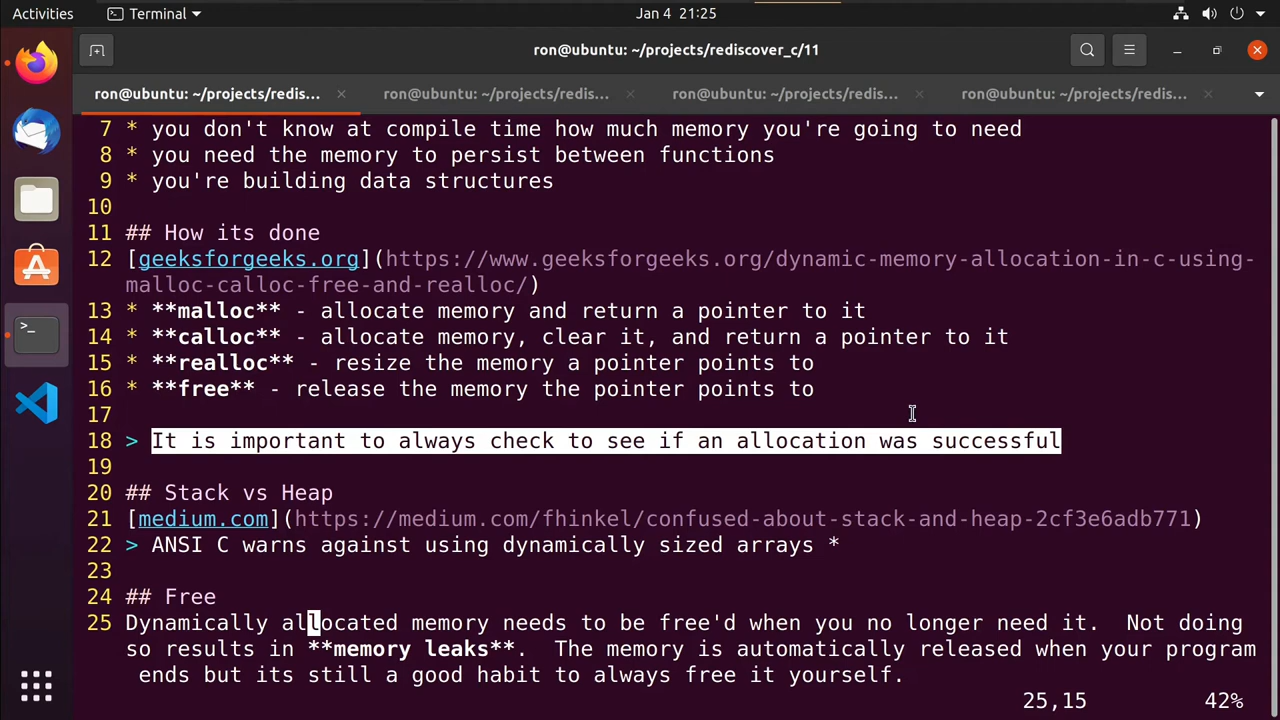 Activities
Terminal
Jan 4 21:25
ron@ubuntu: ~/projects/rediscover_c/11
ron@ubuntu: ~/projects/redis...
ron@ubuntu: ~/projects/redis...
ron@ubuntu: ~/projects/redis...
ron@ubuntu: ~/projects/redis...
7 * you don't know at compile time how much memory you're going to need
8 * you need the memory to persist between functions
9 * you're building data structures
10
11 ## How its done
12 [geeksforgeeks.org](https://www.geeksforgeeks.org/dynamic-memory-allocation-in-c-using-
malloc-calloc-free-and-realloc/)
13 * **malloc** - allocate memory and return a pointer to it
14 * **calloc** - allocate memory, clear it, and return a pointer to it
15 * **realloc** - resize the memory a pointer points to
16 * **free** - release the memory the pointer points to
17
18 > It is important to always check to see if an allocation was successful
19
20 ## Stack vs Heap
21 [medium.com](https://medium.com/fhinkel/confused-about-stack-and-heap-2cf3e6adb771)
22 > ANSI C warns against using dynamically sized arrays *
23
24 ## Free
25 Dynamically allocated memory needs to be free'd when you no longer need it.  Not doing
so results in **memory leaks**.  The memory is automatically released when your program
ends but its still a good habit to always free it yourself.
25,15 42%